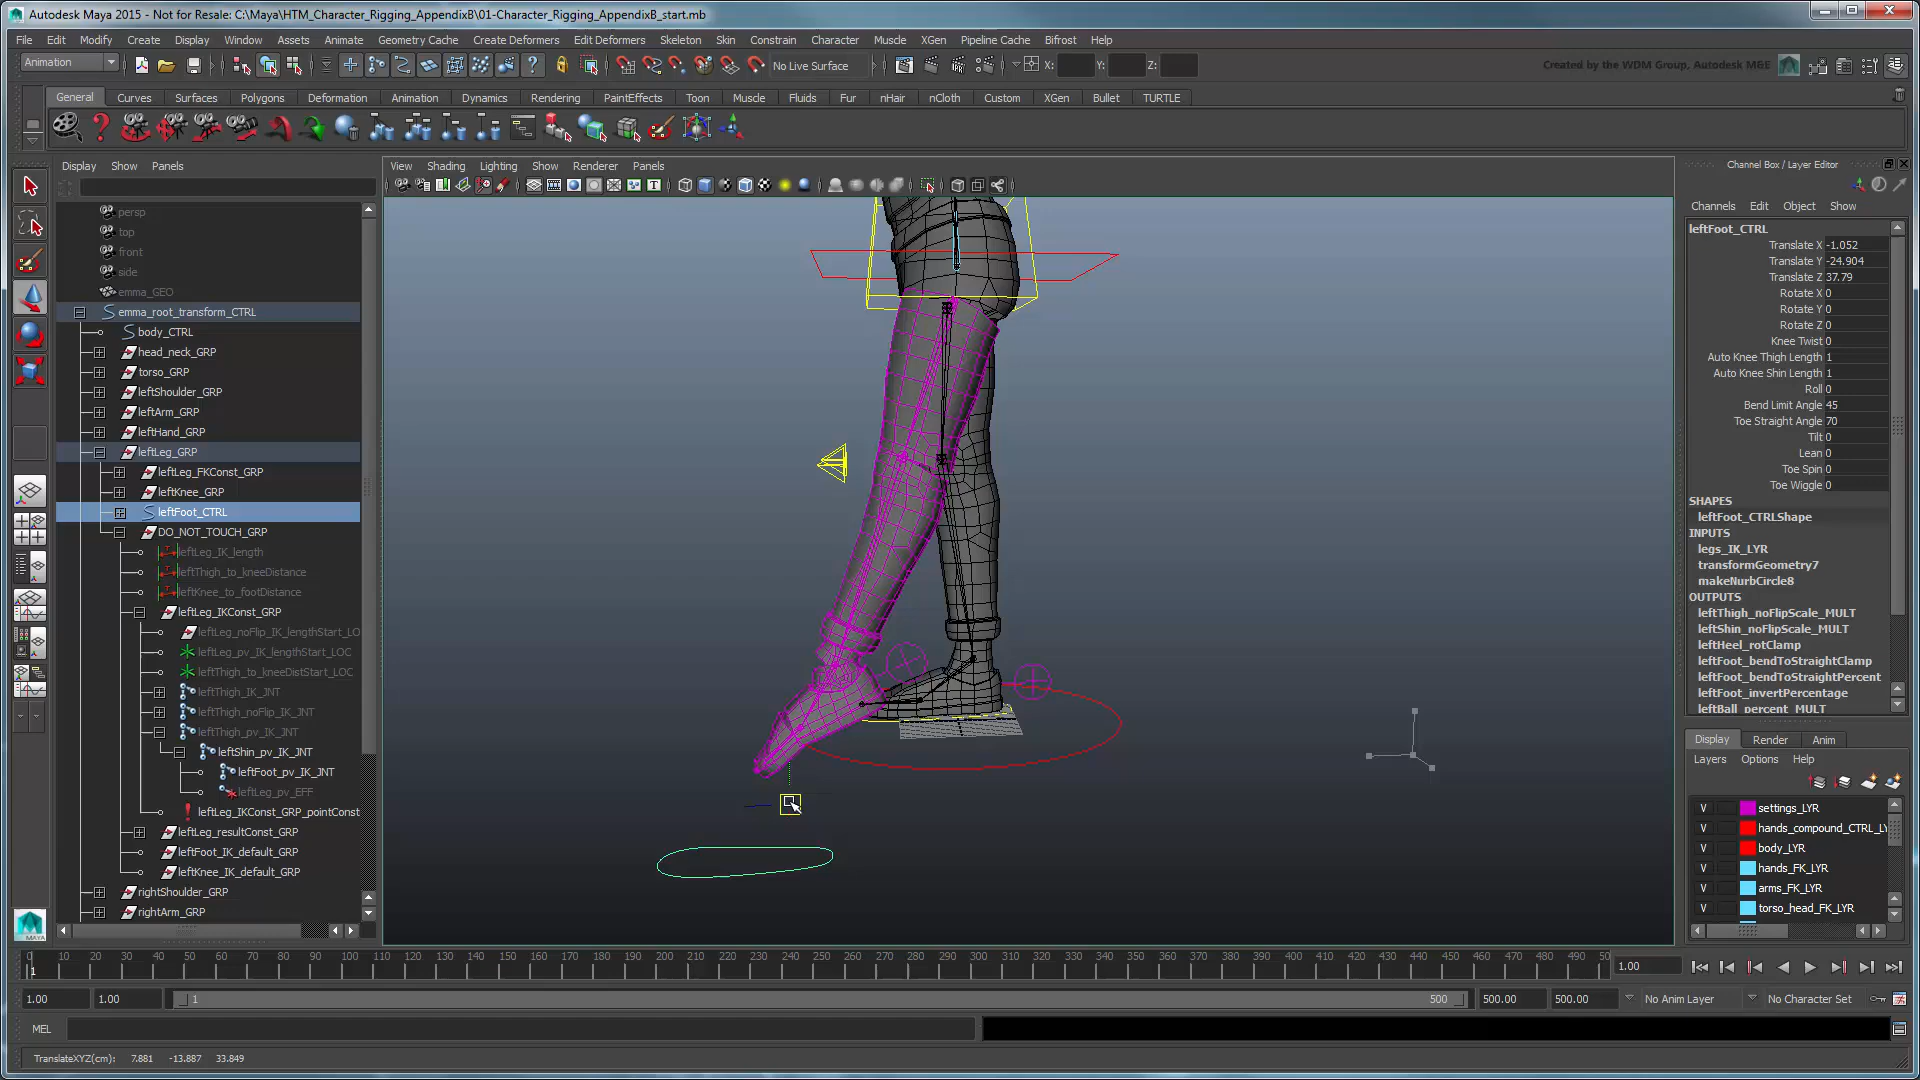 Autodesk Maya 2015 - Not for Resale: C:\Maya\HTM_Character_Rigging_AppendixB\01-Character_Rigging_AppendixB_start.mb
File Edit Modify Create Display Window Assets Animate Geometry Cache Create Deformers Edit Deformers Skeleton Skin Constrain Character Muscle XGen Pipeline Cache Bifrost Help
Animation No Live Surface X: Y: Z: Created by the WDM Group, Autodesk M&E
General Curves Surfaces Polygons Deformation Animation Dynamics Rendering PaintEffects Toon Muscle Fluids Fur nHair nCloth Custom XGen Bullet TURTLE
Display Show Panels
View Shading Lighting Show Renderer Panels
Channel Box / Layer Editor
Channels Edit Object Show
persp
top
front
side
emma_GEO
emma_root_transform_CTRL
body_CTRL
head_neck_GRP
torso_GRP
leftShoulder_GRP
leftArm_GRP
leftHand_GRP
leftLeg_GRP
leftLeg_FKConst_GRP
leftKnee_GRP
leftFoot_CTRL
DO_NOT_TOUCH_GRP
leftLeg_IK_length
leftThigh_to_kneeDistance
leftKnee_to_footDistance
leftLeg_IKConst_GRP
leftLeg_noFlip_IK_lengthStart_LO
leftLeg_pv_IK_lengthStart_LOC
leftThigh_to_kneeDistStart_LOC
leftThigh_IK_JNT
leftThigh_noFlip_IK_JNT
leftThigh_pv_IK_JNT
leftShin_pv_IK_JNT
leftFoot_pv_IK_JNT
leftLeg_pv_EFF
leftLeg_IKConst_GRP_pointConst
leftLeg_resultConst_GRP
leftFoot_IK_default_GRP
leftKnee_IK_default_GRP
rightShoulder_GRP
rightArm_GRP
leftFoot_CTRL
Translate X -1.052
Translate Y -24.904
Translate Z 37.79
Rotate X 0
Rotate Y 0
Rotate Z 0
Knee Twist 0
Auto Knee Thigh Length 1
Auto Knee Shin Length 1
Roll 0
Bend Limit Angle 45
Toe Straight Angle 70
Tilt 0
Lean 0
Toe Spin 0
Toe Wiggle 0
SHAPES
leftFoot_CTRLShape
INPUTS
legs_IK_LYR
transformGeometry7
makeNurbCircle8
OUTPUTS
leftThigh_noFlipScale_MULT
leftShin_noFlipScale_MULT
leftHeel_rotClamp
leftFoot_bendToStraightClamp
leftFoot_bendToStraightPercent
leftFoot_invertPercentage
leftBall_percent_MULT
Display Render Anim
Layers Options Help
V settings_LYR
V hands_compound_CTRL_LY
V body_LYR
V hands_FK_LYR
V arms_FK_LYR
V torso_head_FK_LYR
MAYA
10 20 30 40 50 60 70 80 90 100 110 120 130 140 150 160 170 180 190 200 210 220 230 240 250 260 270 280 290 300 310 320 330 340 350 360 370 380 390 400 410 420 430 440 450 460 470 480 490 50
1 1.00
1.00 1.00 1 500 500.00 500.00 No Anim Layer No Character Set
MEL
TranslateXYZ(cm): 7.881 -13.887 33.849